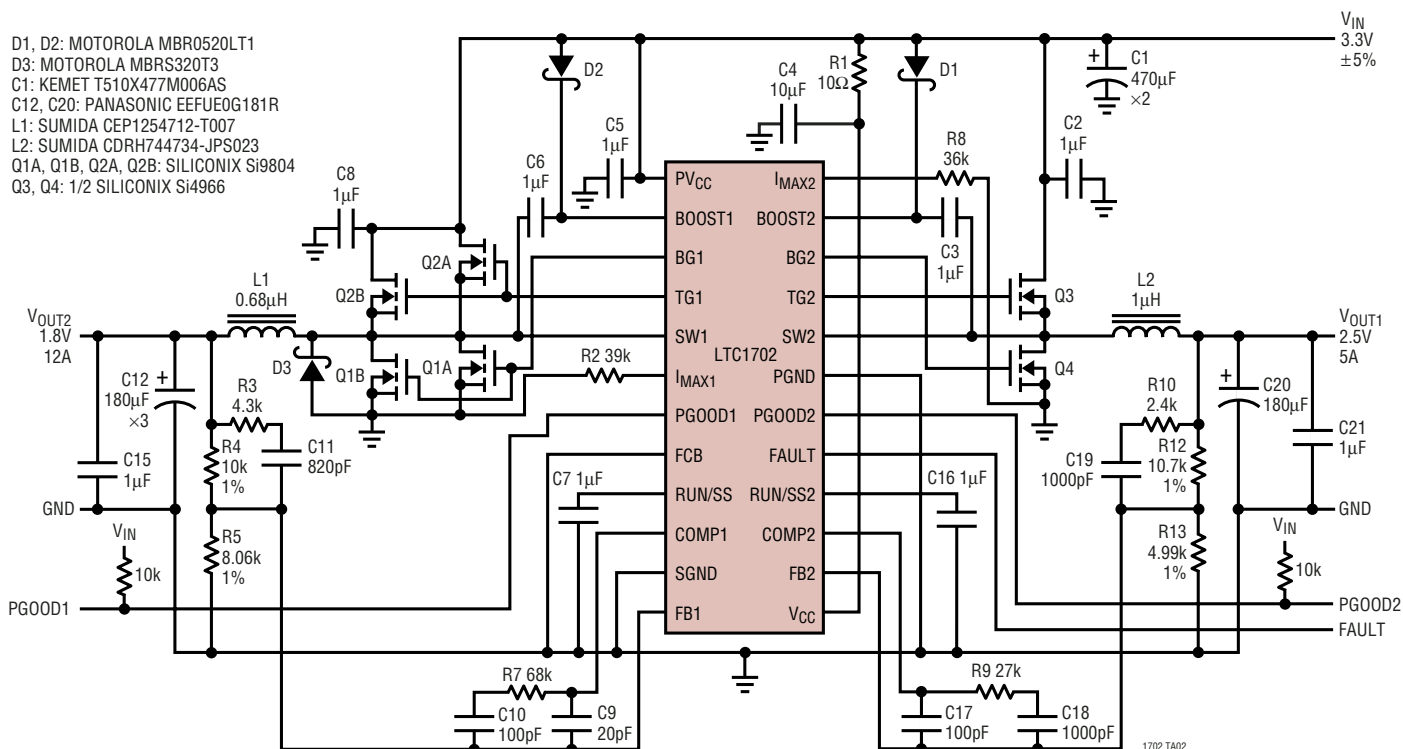 D1, D2: MOTOROLA MBR0520LT1
D3: MOTOROLA MBRS320T3
C1: KEMET T510X477M006AS
C12, C20: PANASONIC EEFUE0G181R
L1: SUMIDA CEP1254712-T007
L2: SUMIDA CDRH744734-JPS023
Q1A, Q1B, Q2A, Q2B: SILICONIX Si9804
Q3, Q4: 1/2 SILICONIX Si4966
VIN
3.3V
±5%
D2
C4
10µF
R1
10Ω
D1
+
C1
470µF
×2
C5
1µF
C6
1µF
C8
1µF
R8
36k
C2
1µF
C3
1µF
PVCC
BOOST1
BG1
TG1
SW1
IMAX1
PGOOD1
FCB
RUN/SS
COMP1
SGND
FB1
LTC1702
IMAX2
BOOST2
BG2
TG2
SW2
PGND
PGOOD2
FAULT
RUN/SS2
COMP2
FB2
VCC
Q2A
Q2B
L1
0.68µH
VOUT2
1.8V
12A
D3
Q1B
Q1A
R2 39k
C12
180µF
×3
+
R3
4.3k
R4
10k
1%
C11
820pF
C15
1µF
GND
VIN
10k
R5
8.06k
1%
PGOOD1
C7 1µF
R7 68k
C10
100pF
C9
20pF
Q3
Q4
L2
1µH
VOUT1
2.5V
5A
R10
2.4k
+
C20
180µF
C19
1000pF
R12
10.7k
1%
C21
1µF
C16 1µF
GND
R13
4.99k
1%
VIN
10k
PGOOD2
FAULT
R9 27k
C17
100pF
C18
1000pF
1702 TA02